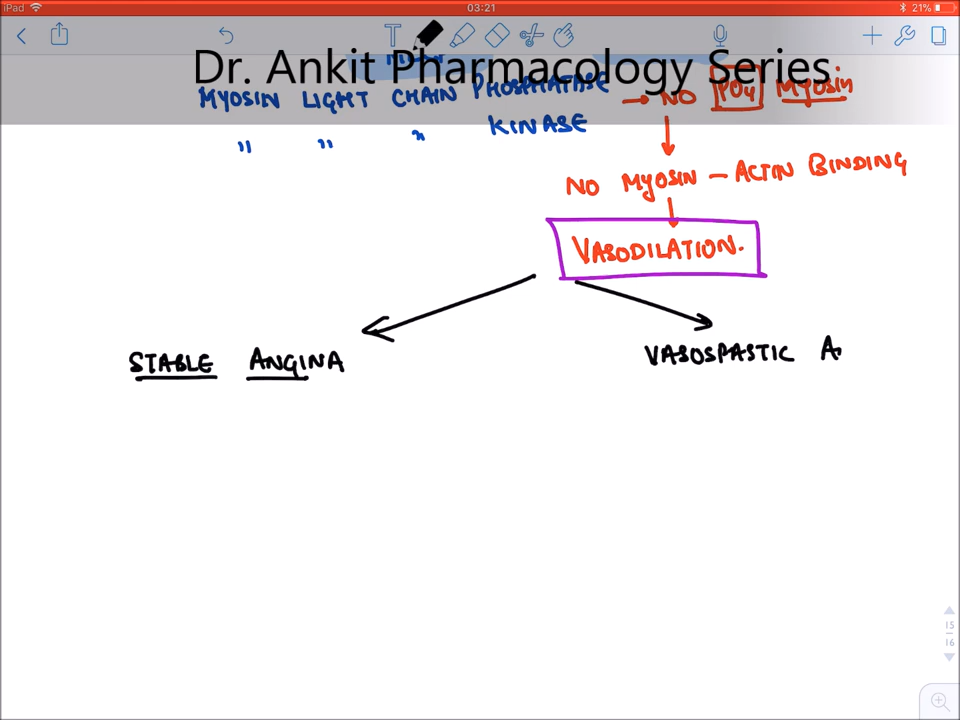 iPad 03:21 21%
T
Dr. Ankit Pharmacology Series
MYOSIN LIGHT CHAIN PHOSPHATASE → NO PO4 MYOSIN
" " " KINASE
NO MYOSIN – ACTIN BINDING
VASODILATION.
STABLE ANGINA VASOSPASTIC A
15
16